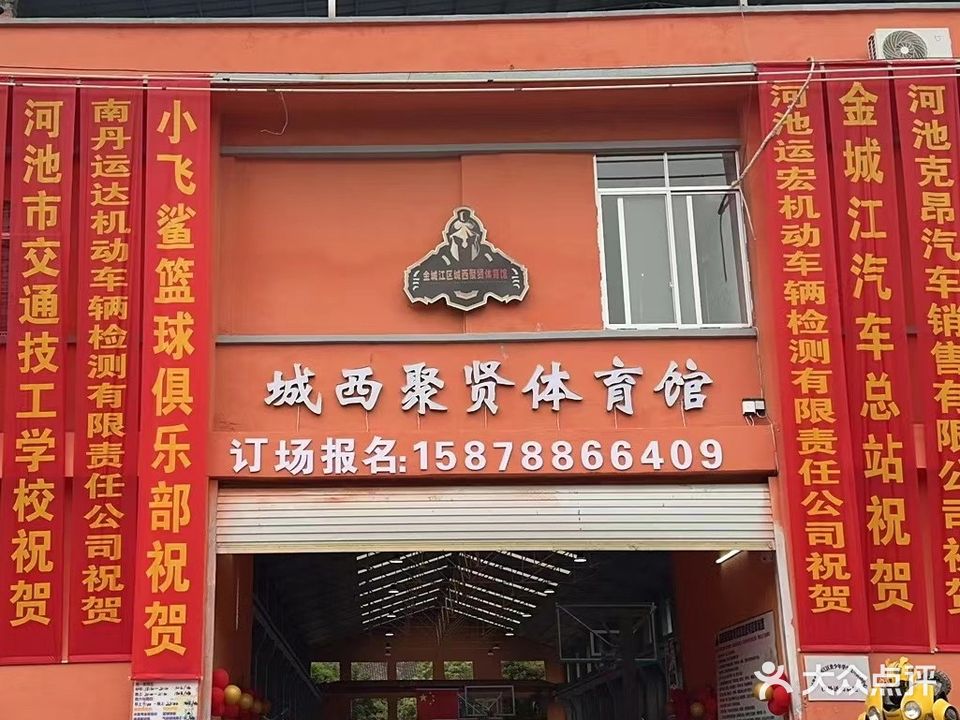 河池市交通技工学校祝贺
南丹运达机动车辆检测有限责任公司祝贺
小飞鲨篮球俱乐部祝贺
金城江区城西聚贤体育馆
城西聚贤体育馆
订场报名:15878866409
河池运宏机动车辆检测有限责任公司祝贺
金城江汽车总站祝贺
河池克昂汽车销售有限公司祝
大众点评